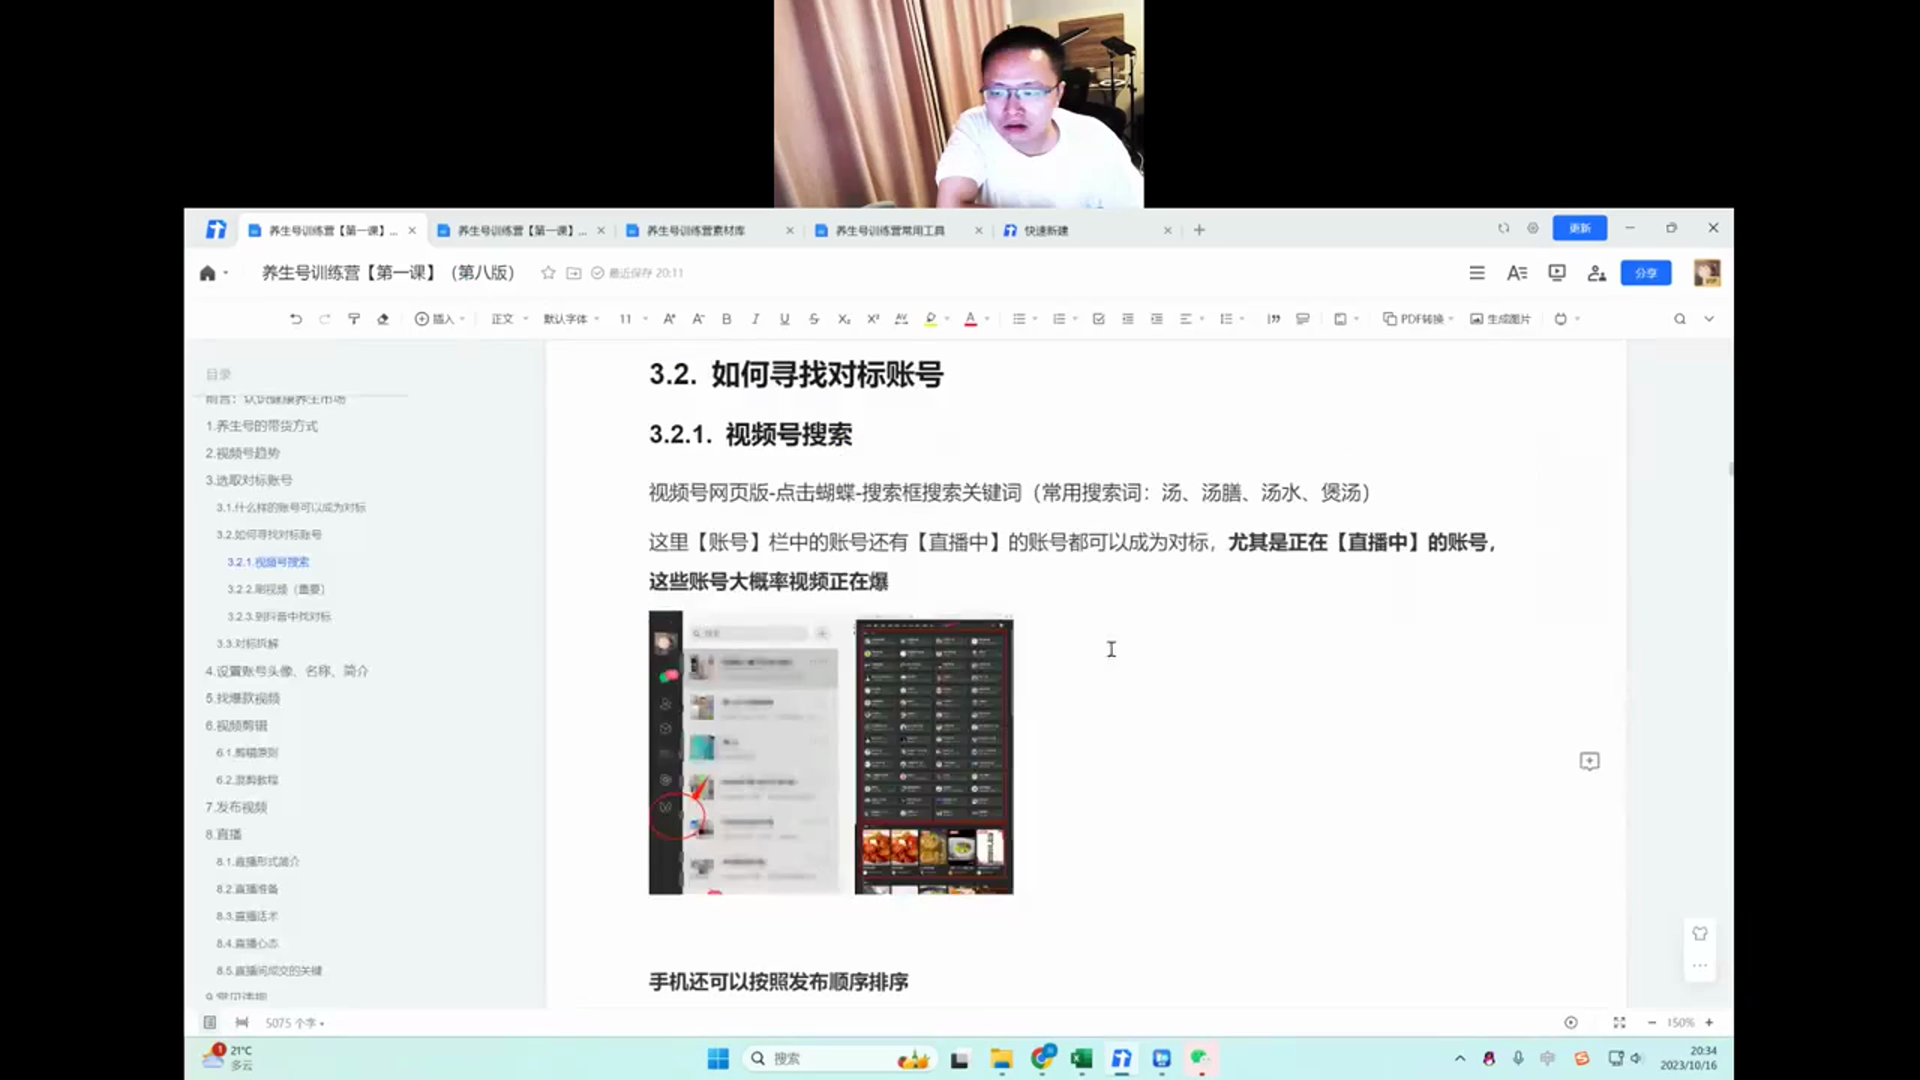 养生号训练营【第一课】...
养生号训练营【第一课】...
养生号训练营素材库
养生号训练营常用工具
快速新建
更新
养生号训练营【第一课】（第八版）
最近保存 20:11
分享
插入
正文
默认字体
11
PDF转换
生成图片
目录
前言：认识健康养生市场
1.养生号的带货方式
2.视频号趋势
3.选取对标账号
3.1.什么样的账号可以成为对标
3.2.如何寻找对标账号
3.2.1.视频号搜索
3.2.2.刷视频（重要）
3.2.3.到抖音中找对标
3.3.对标拆解
4.设置账号头像、名称、简介
5.找爆款视频
6.视频剪辑
6.1.剪辑原则
6.2.混剪教程
7.发布视频
8.直播
8.1.直播形式简介
8.2.直播准备
8.3.直播话术
8.4.直播心态
8.5.直播间成交的关键
9.常见违规
3.2. 如何寻找对标账号
3.2.1. 视频号搜索
视频号网页版-点击蝴蝶-搜索框搜索关键词（常用搜索词：汤、汤膳、汤水、煲汤）
这里【账号】栏中的账号还有【直播中】的账号都可以成为对标，尤其是正在【直播中】的账号，
这些账号大概率视频正在爆
搜索
手机还可以按照发布顺序排序
5075 个字
150%
21°C
多云
搜索
中
20:34
2023/10/16